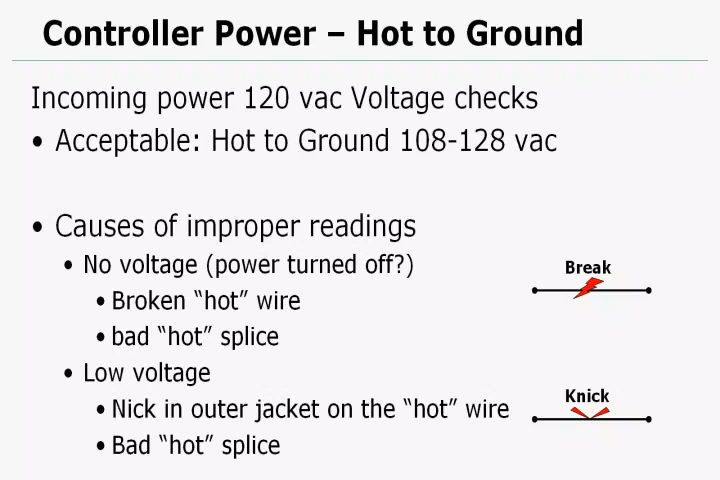 Controller Power – Hot to Ground
Incoming power 120 vac Voltage checks
• Acceptable: Hot to Ground 108-128 vac
• Causes of improper readings
• No voltage (power turned off?)
Break
• Broken “hot” wire
• bad “hot” splice
• Low voltage
Knick
• Nick in outer jacket on the “hot” wire
• Bad “hot” splice